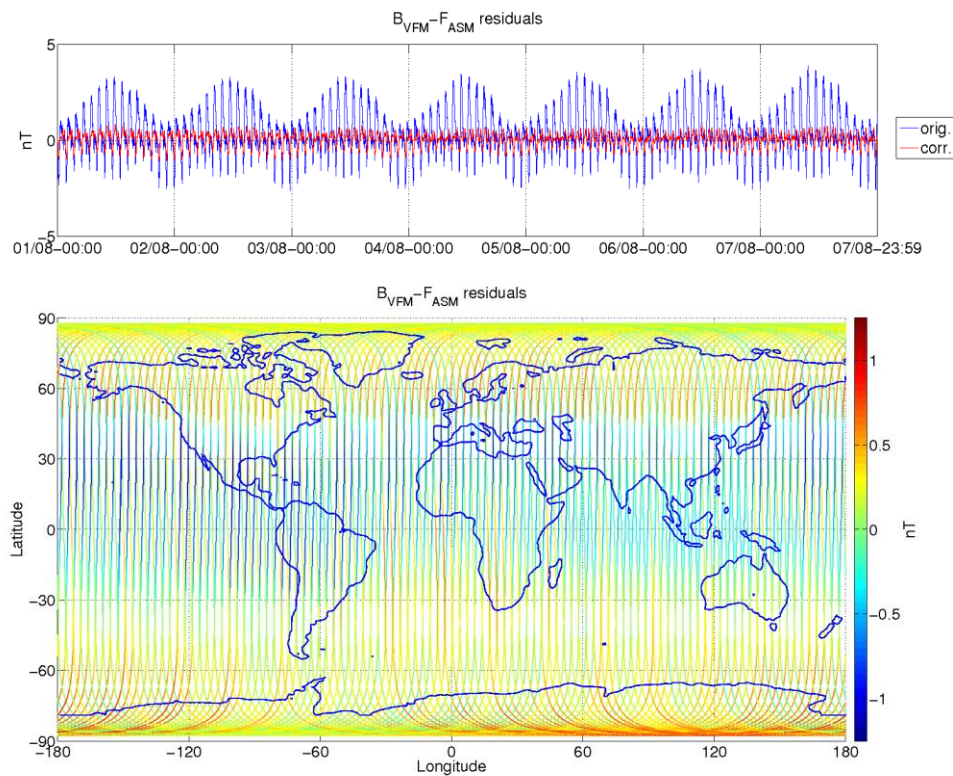 B_VFM−F_ASM residuals
5
0
−5
nT
01/08−00:00 02/08−00:00 03/08−00:00 04/08−00:00 05/08−00:00 06/08−00:00 07/08−00:00 07/08−23:59
orig.
corr.
B_VFM−F_ASM residuals
90
60
30
0
−30
−60
−90
Latitude
−180 −120 −60 0 60 120 180
Longitude
1
0.5
0
−0.5
−1
nT